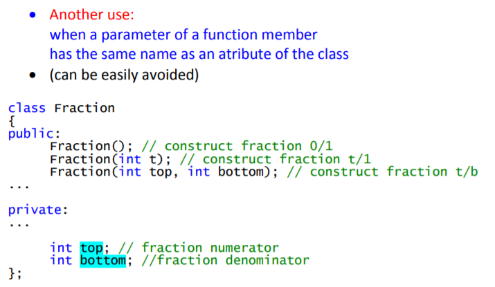 • Another use:
when a parameter of a function member
has the same name as an atribute of the class
• (can be easily avoided)
class Fraction
{
public:
Fraction(); // construct fraction 0/1
Fraction(int t); // construct fraction t/1
Fraction(int top, int bottom); // construct fraction t/b
...
private:
...
int top; // fraction numerator
int bottom; //fraction denominator
};